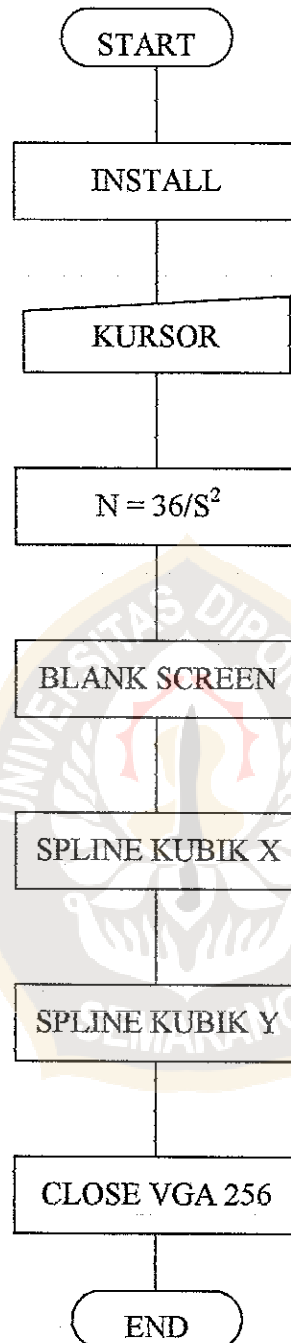 START
INSTALL
KURSOR
N = 36/S²
BLANK SCREEN
SPLINE KUBIK X
SPLINE KUBIK Y
CLOSE VGA 256
END